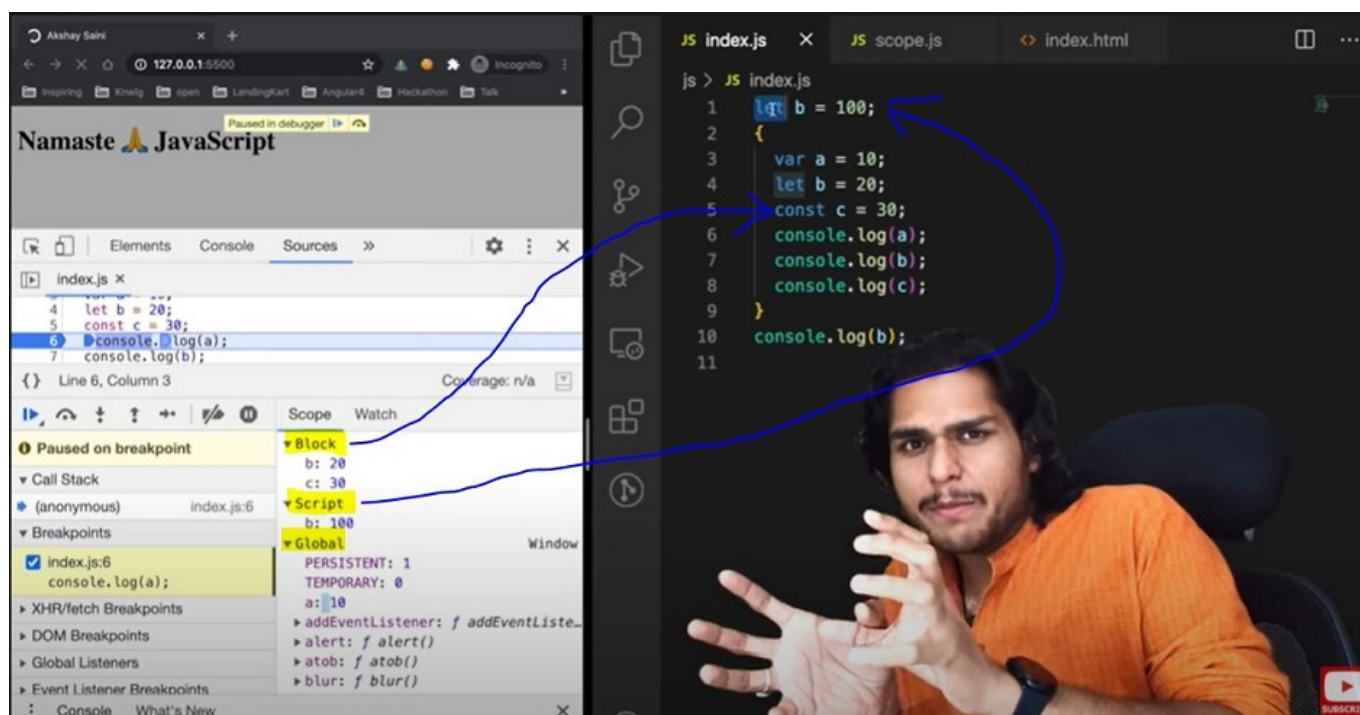 Akshay Saini
127.0.0.1:5500
Incognito
Inspiring Knwlg open LendingKart Angular4 Hackathon Talk
Paused in debugger
Namaste 🙏 JavaScript
Elements Console Sources »
index.js ×
4 let b = 20;
5 const c = 30;
6 console.log(a);
7 console.log(b);
{} Line 6, Column 3 Coverage: n/a
Scope Watch
Paused on breakpoint
Call Stack
(anonymous) index.js:6
Breakpoints
index.js:6
console.log(a);
XHR/fetch Breakpoints
DOM Breakpoints
Global Listeners
Event Listener Breakpoints
Block
b: 20
c: 30
Script
b: 100
Global Window
PERSISTENT: 1
TEMPORARY: 0
a: 10
addEventListener: ƒ addEventListe…
alert: ƒ alert()
atob: ƒ atob()
blur: ƒ blur()
Console What's New
JS index.js × JS scope.js <> index.html
js > JS index.js
1 let b = 100;
2 {
3 var a = 10;
4 let b = 20;
5 const c = 30;
6 console.log(a);
7 console.log(b);
8 console.log(c);
9 }
10 console.log(b);
11
SUBSCRI